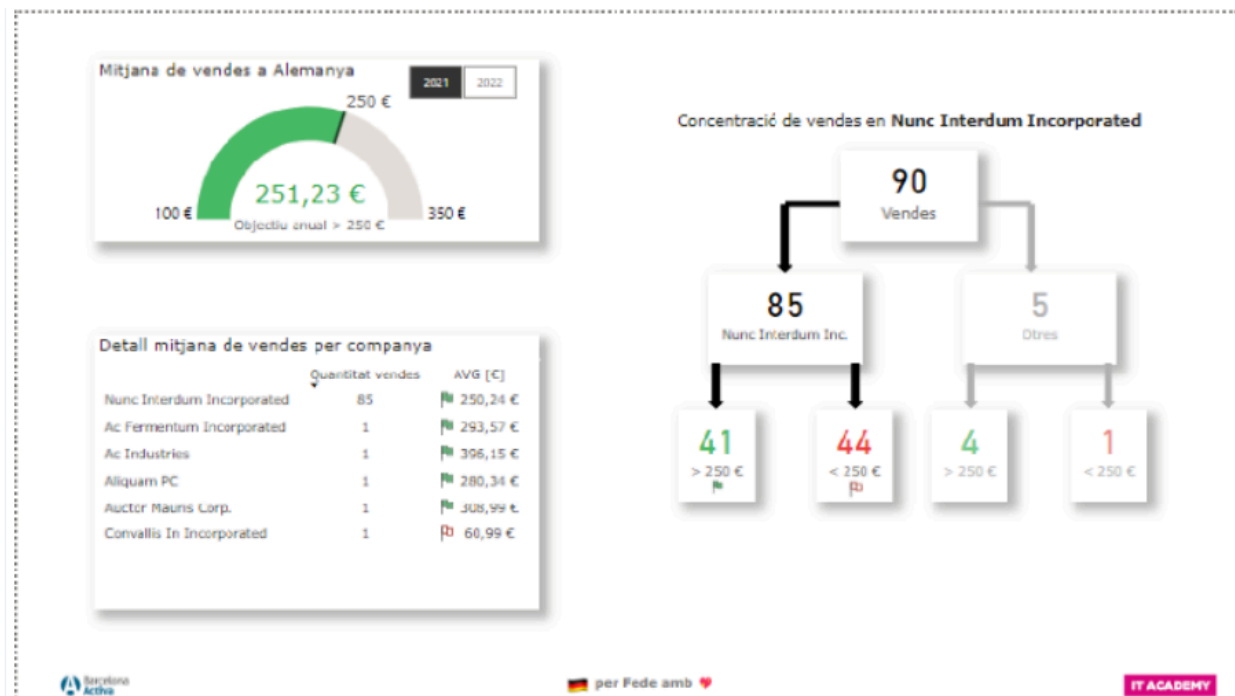 Mitjana de vendes a Alemanya
2021 2022
250 €
251,23 €
100 € 350 €
Objectiu anual > 250 €
Detall mitjana de vendes per companya
Quantitat vendes AVG [€]
Nunc Interdum Incorporated 85 250,24 €
Ac Fermentum Incorporated 1 293,57 €
Ac Industries 1 396,15 €
Aliquam PC 1 280,34 €
Auctor Mauris Corp. 1 308,99 €
Convallis In Incorporated 1 60,99 €
Concentració de vendes en Nunc Interdum Incorporated
90
Vendes
85
Nunc Interdum Inc.
5
Otres
41
> 250 €
44
< 250 €
4
> 250 €
1
< 250 €
Barcelona
Activa
per Fede amb
IT ACADEMY